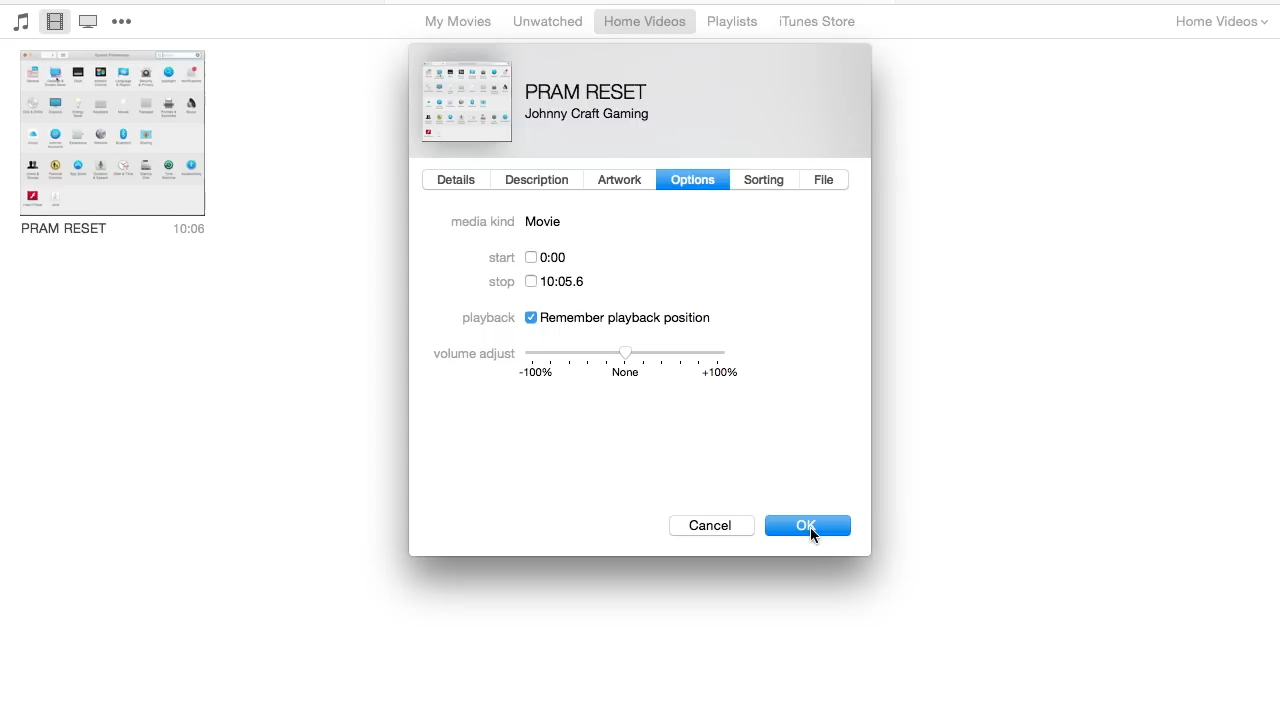 My Movies Unwatched Home Videos Playlists iTunes Store Home Videos
PRAM RESET
Johnny Craft Gaming
Details Description Artwork Options Sorting File
PRAM RESET 10:06
media kind Movie
start 0:00
stop 10:05.6
playback Remember playback position
volume adjust
-100% None +100%
Cancel OK